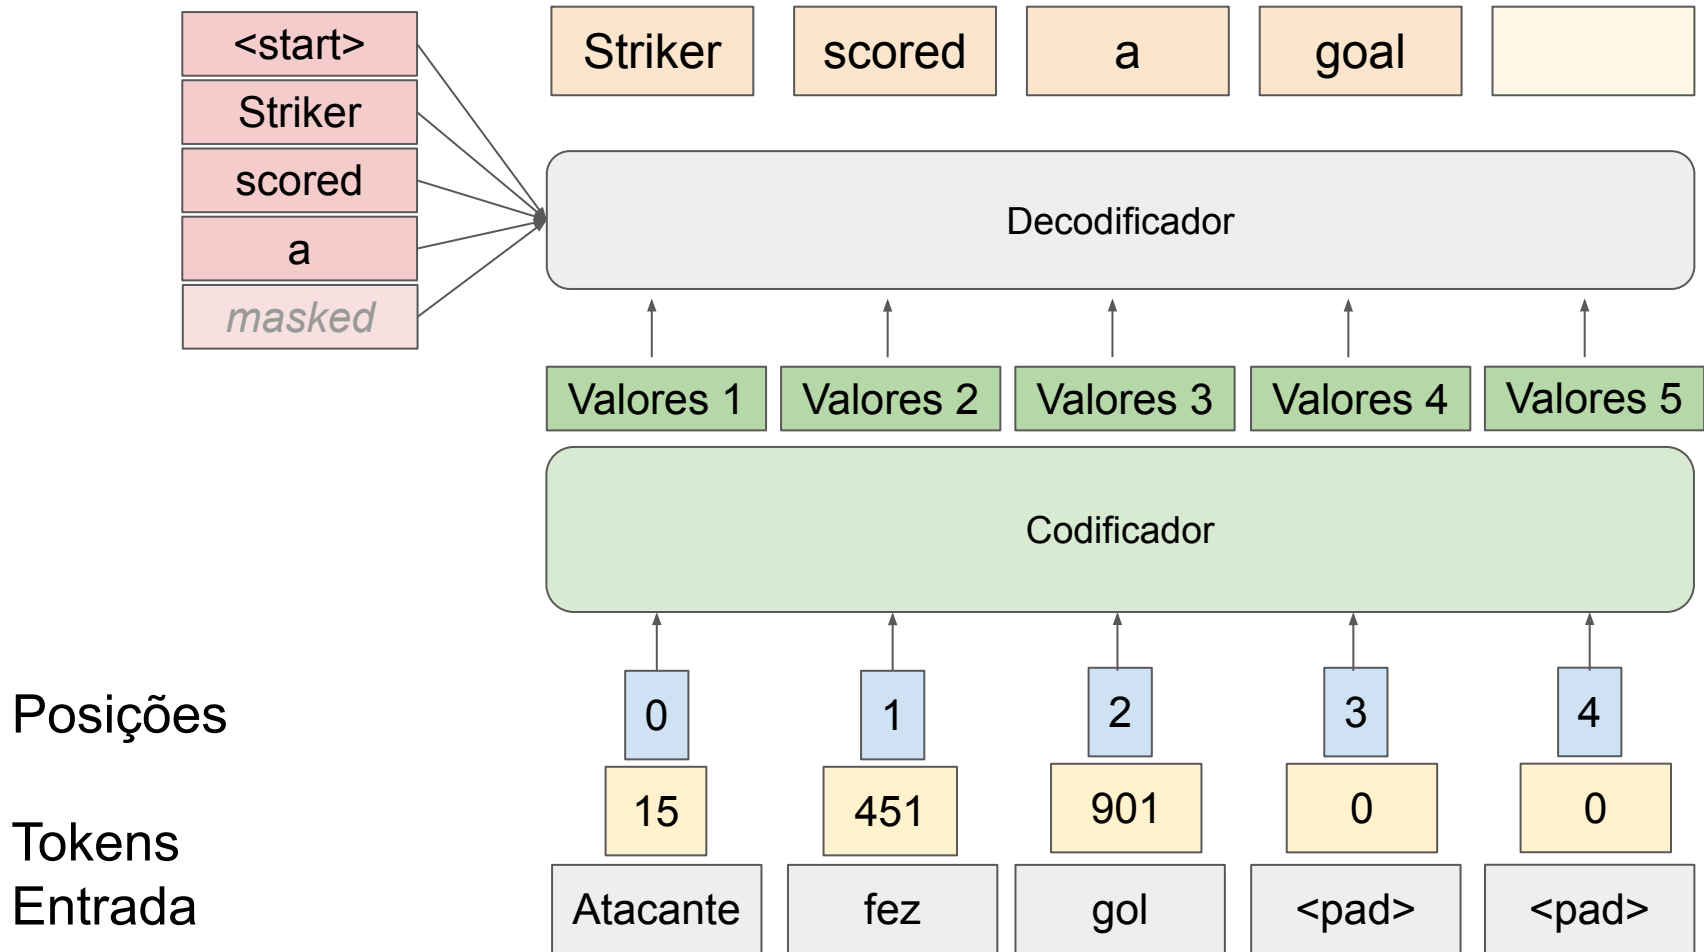 <start>
Striker
scored
a
masked
Striker scored a goal
Decodificador
Valores 1 Valores 2 Valores 3 Valores 4 Valores 5
Codificador
Posições 0 1 2 3 4
15 451 901 0 0
Tokens
Entrada Atacante fez gol <pad> <pad>